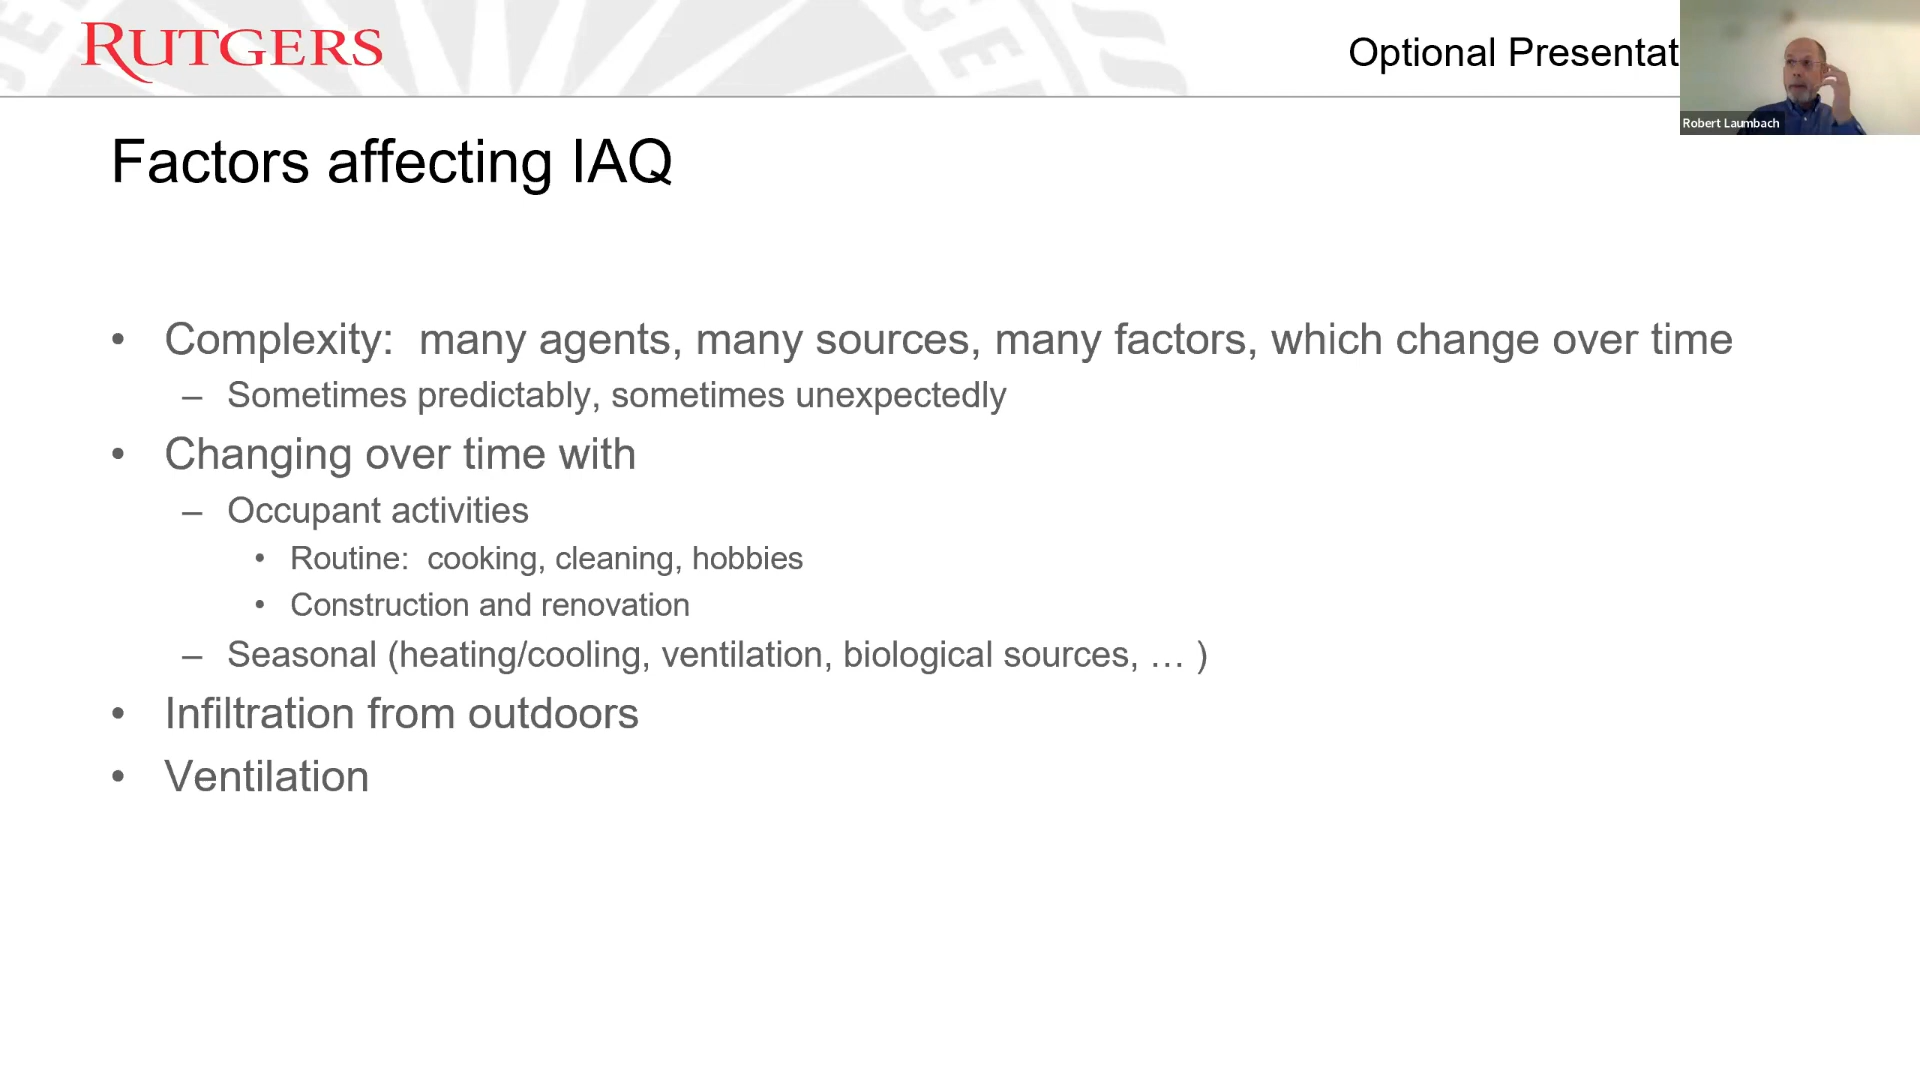 RUTGERS
Optional Presentat
Robert Laumbach
Factors affecting IAQ
• Complexity: many agents, many sources, many factors, which change over time
– Sometimes predictably, sometimes unexpectedly
• Changing over time with
– Occupant activities
• Routine: cooking, cleaning, hobbies
• Construction and renovation
– Seasonal (heating/cooling, ventilation, biological sources, … )
• Infiltration from outdoors
• Ventilation